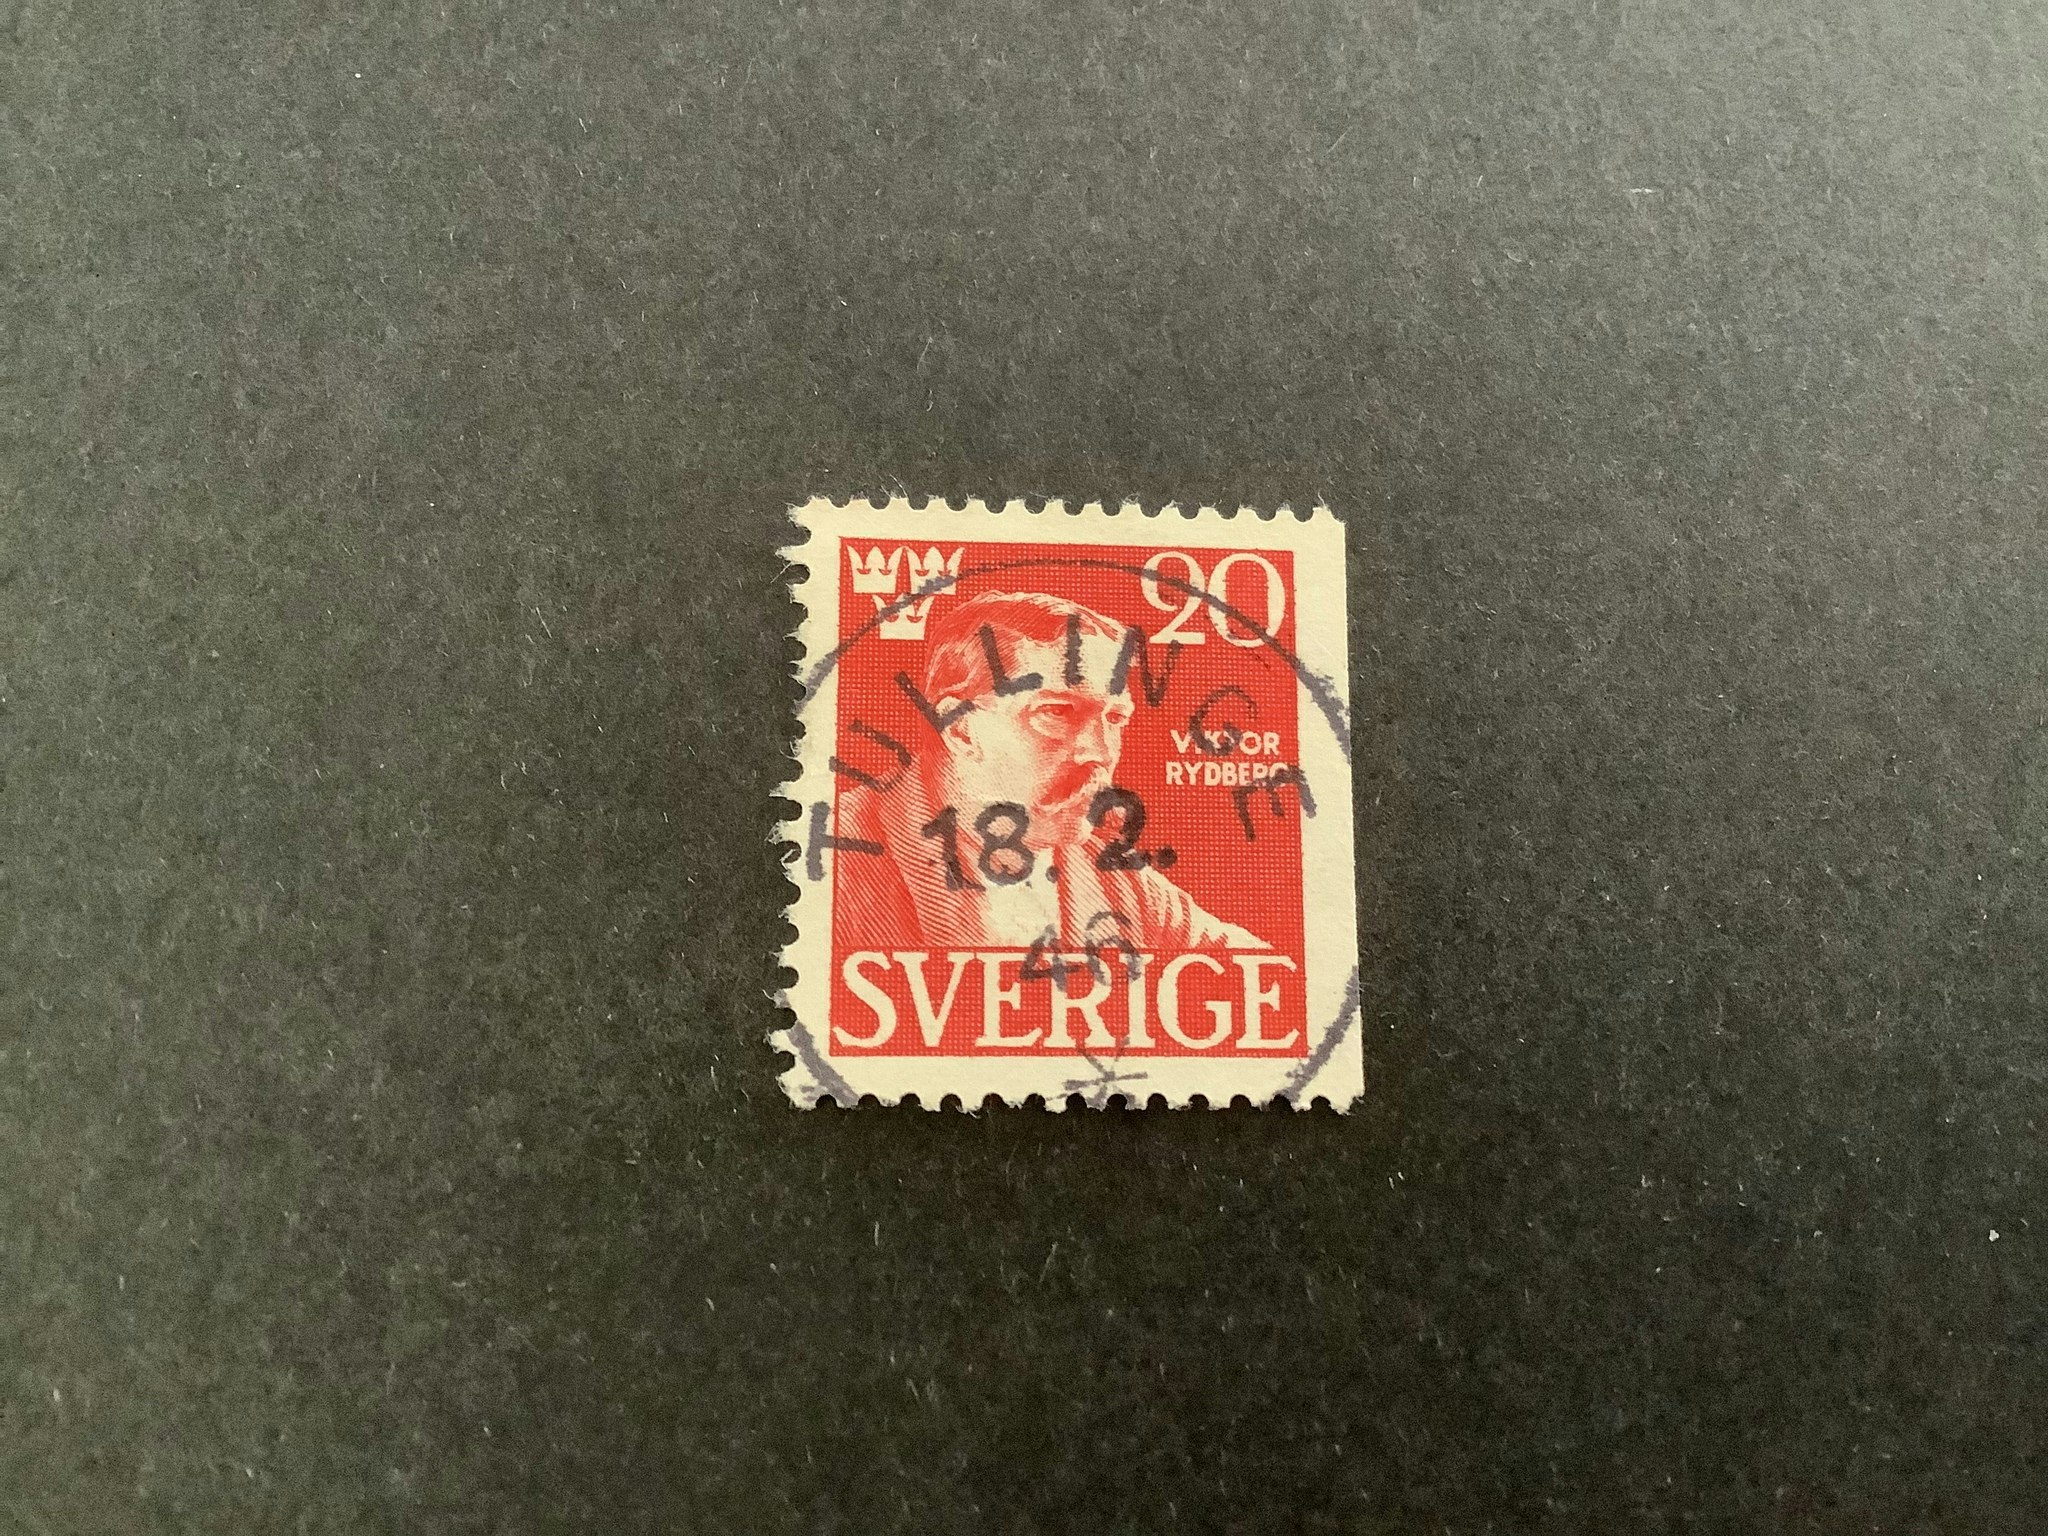 20
VIKTOR
RYDBERG
SVERIGE
TULLINGE
18.2.
46